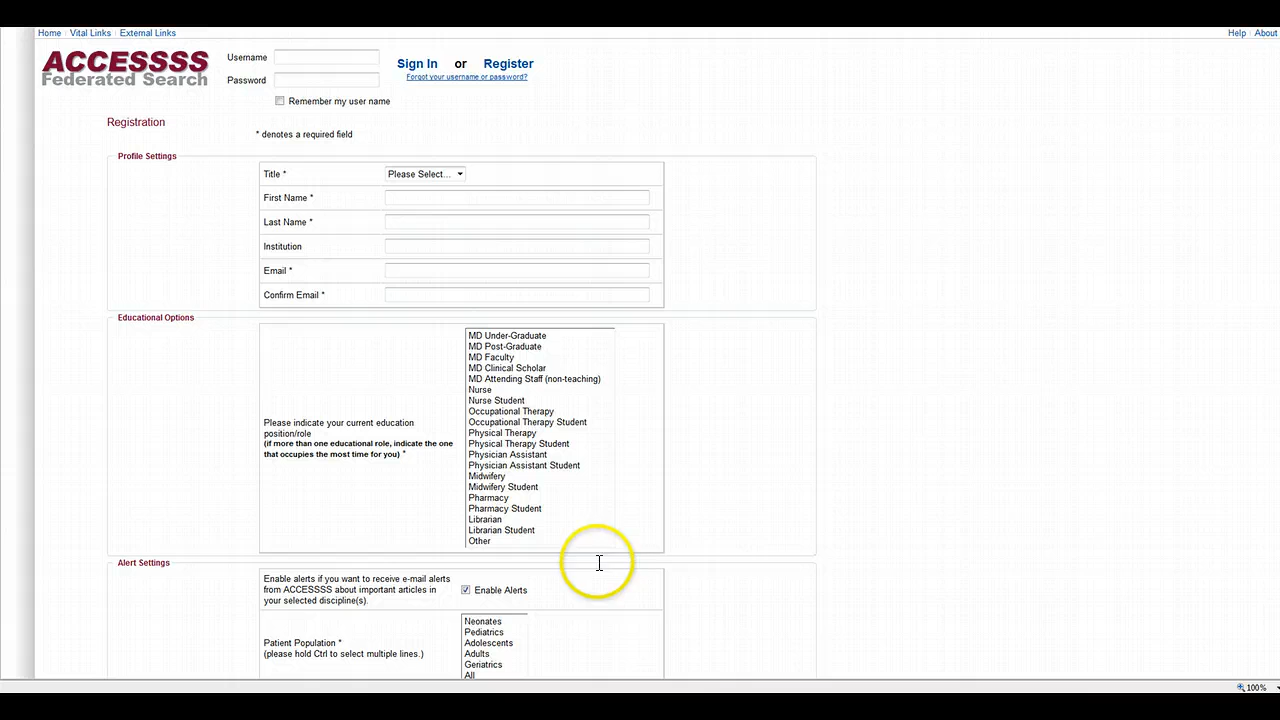 Home Vital Links External Links Help About
ACCESSSS
Federated Search
Username
Password
Sign In or Register
Forgot your username or password?
Remember my user name
Registration
* denotes a required field
Profile Settings
Title * Please Select...
First Name *
Last Name *
Institution
Email *
Confirm Email *
Educational Options
Please indicate your current education
position/role
(if more than one educational role, indicate the one
that occupies the most time for you) *
MD Under-Graduate
MD Post-Graduate
MD Faculty
MD Clinical Scholar
MD Attending Staff (non-teaching)
Nurse
Nurse Student
Occupational Therapy
Occupational Therapy Student
Physical Therapy
Physical Therapy Student
Physician Assistant
Physician Assistant Student
Midwifery
Midwifery Student
Pharmacy
Pharmacy Student
Librarian
Librarian Student
Other
Alert Settings
Enable alerts if you want to receive e-mail alerts
from ACCESSSS about important articles in
your selected discipline(s).
Enable Alerts
Patient Population *
(please hold Ctrl to select multiple lines.)
Neonates
Pediatrics
Adolescents
Adults
Geriatrics
All
100%